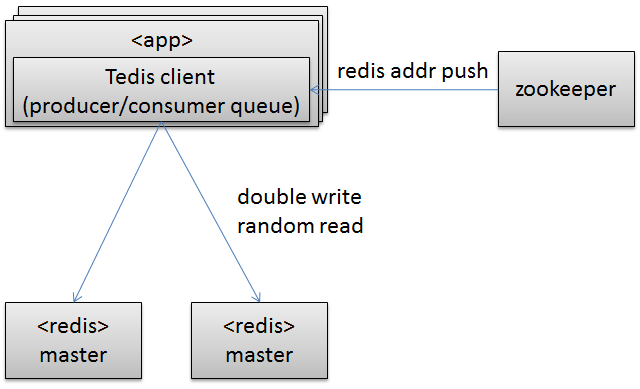 <app>
Tedis client
(producer/consumer queue)
redis addr push
zookeeper
double write
random read
<redis>
master
<redis>
master